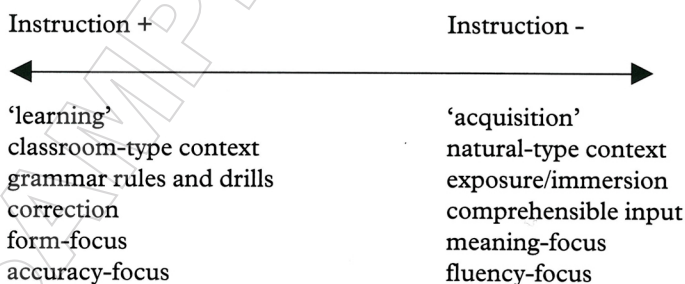 Instruction + Instruction -
‘learning’ ‘acquisition’
classroom-type context natural-type context
grammar rules and drills exposure/immersion
correction comprehensible input
form-focus meaning-focus
accuracy-focus fluency-focus